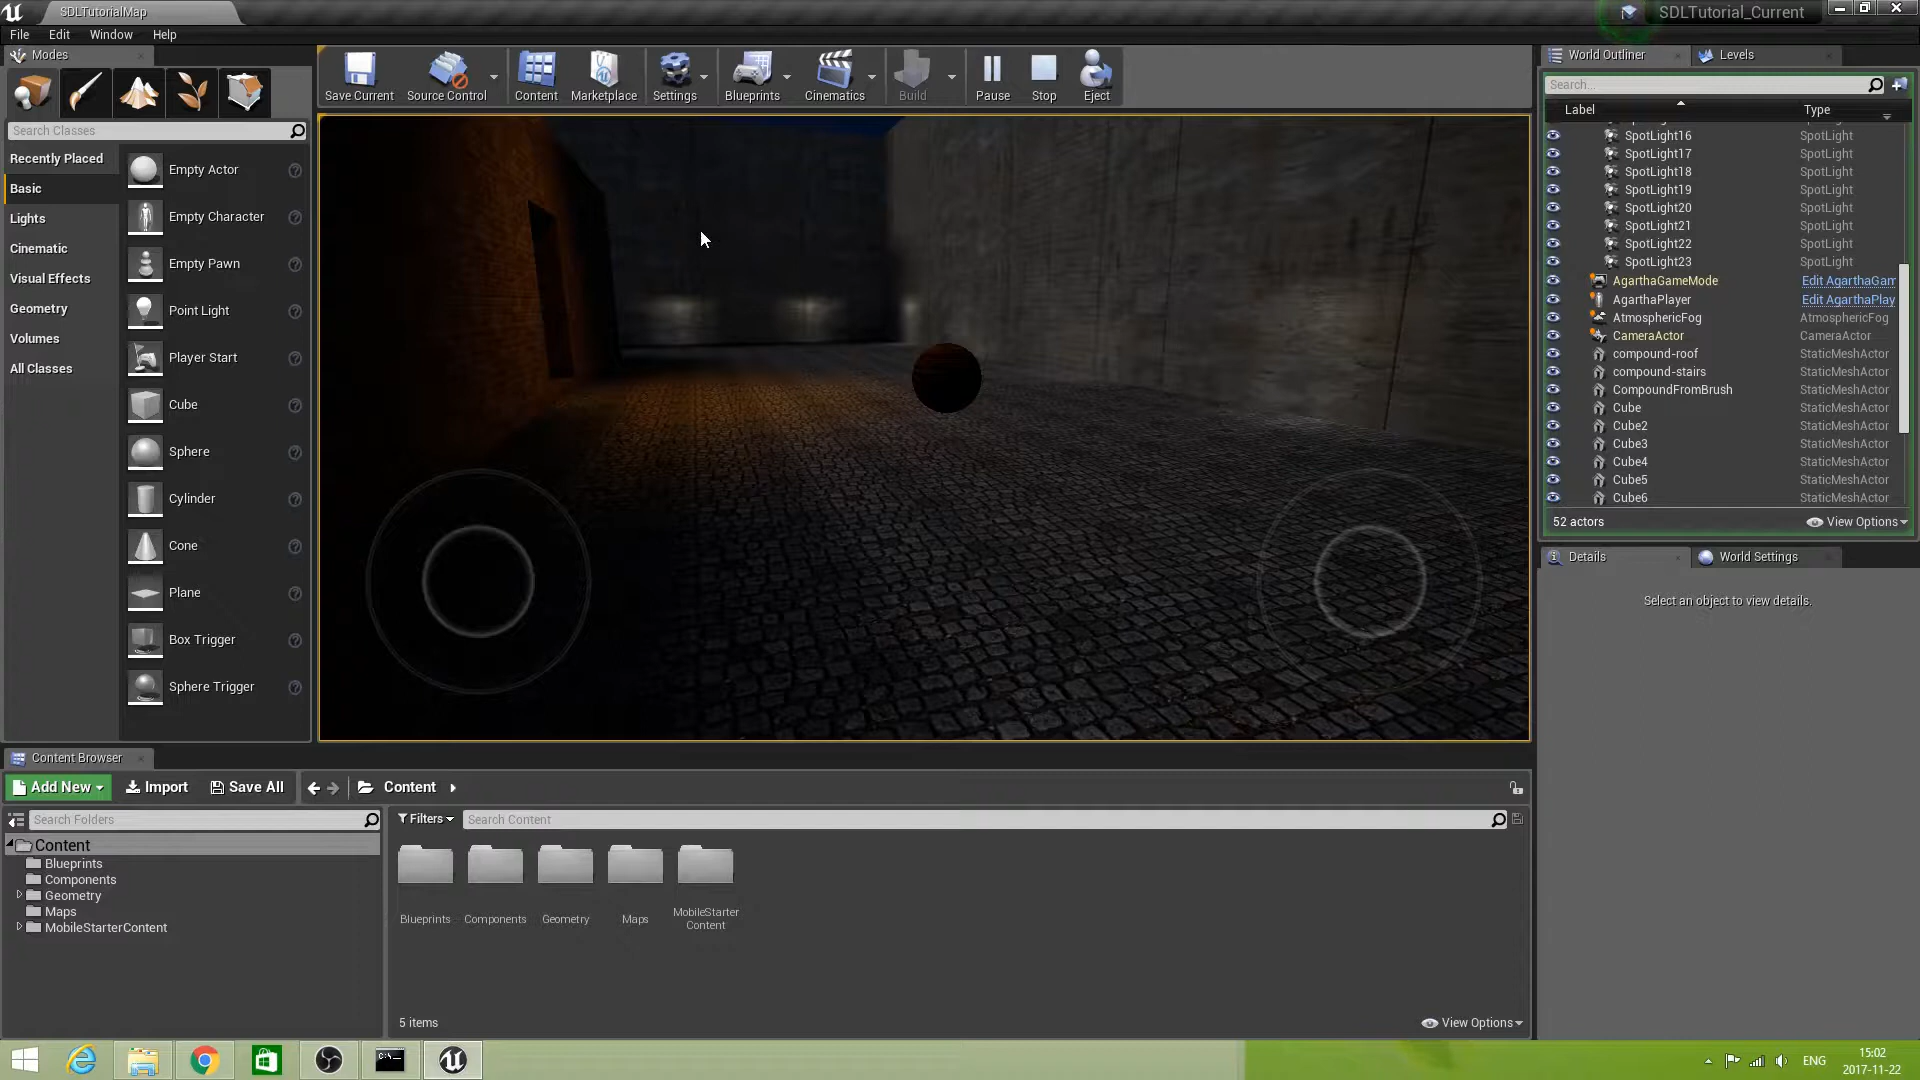 SDLTutorialMap
SDLTutorial_Current
File Edit Window Help
Modes
Search Classes
Recently Placed
Basic
Lights
Cinematic
Visual Effects
Geometry
Volumes
All Classes
Empty Actor
Empty Character
Empty Pawn
Point Light
Player Start
Cube
Sphere
Cylinder
Cone
Plane
Box Trigger
Sphere Trigger
Save Current Source Control Content Marketplace Settings Blueprints Cinematics Build Pause Stop Eject
World Outliner Levels
Search...
Label Type
SpotLight16 SpotLight
SpotLight17 SpotLight
SpotLight18 SpotLight
SpotLight19 SpotLight
SpotLight20 SpotLight
SpotLight21 SpotLight
SpotLight22 SpotLight
SpotLight23 SpotLight
AgarthaGameMode Edit AgarthaGam
AgarthaPlayer Edit AgarthaPlay
AtmosphericFog AtmosphericFog
CameraActor CameraActor
compound-roof StaticMeshActor
compound-stairs StaticMeshActor
CompoundFromBrush StaticMeshActor
Cube StaticMeshActor
Cube2 StaticMeshActor
Cube3 StaticMeshActor
Cube4 StaticMeshActor
Cube5 StaticMeshActor
Cube6 StaticMeshActor
52 actors View Options
Details World Settings
Select an object to view details.
Content Browser
Add New Import Save All Content
Search Folders
Content
Blueprints
Components
Geometry
Maps
MobileStarterContent
Filters Search Content
Blueprints Components Geometry Maps MobileStarter
Content
5 items View Options
ENG
15:02
2017-11-22